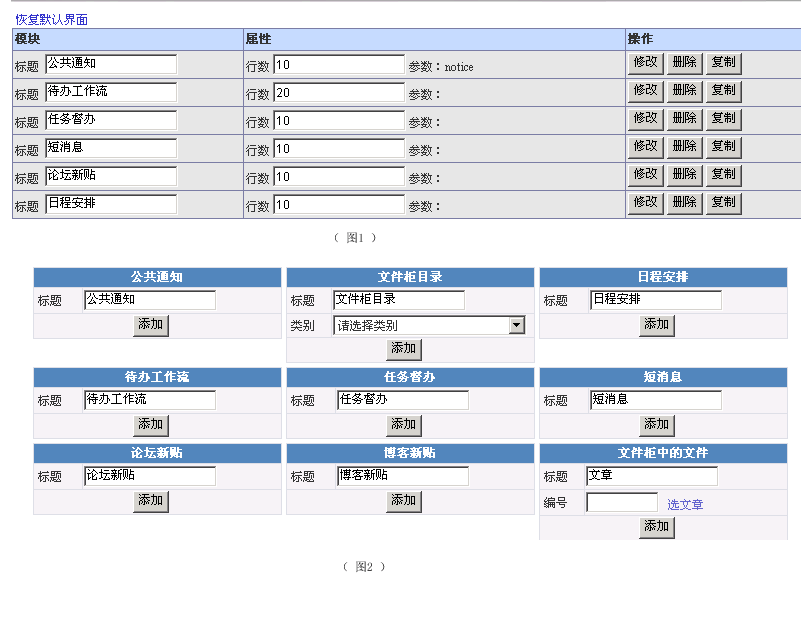 恢复默认界面
模块 属性 操作
标题 公共通知 行数 10 参数：notice 修改 删除 复制
标题 待办工作流 行数 20 参数： 修改 删除 复制
标题 任务督办 行数 10 参数： 修改 删除 复制
标题 短消息 行数 10 参数： 修改 删除 复制
标题 论坛新贴 行数 10 参数： 修改 删除 复制
标题 日程安排 行数 10 参数： 修改 删除 复制
（ 图1 ）
公共通知 文件柜目录 日程安排
标题 公共通知 标题 文件柜目录 标题 日程安排
添加 类别 请选择类别 添加
添加
待办工作流 任务督办 短消息
标题 待办工作流 标题 任务督办 标题 短消息
添加 添加 添加
论坛新贴 博客新贴 文件柜中的文件
标题 论坛新贴 标题 博客新贴 标题 文章
添加 添加 编号 选文章
添加
（ 图2 ）